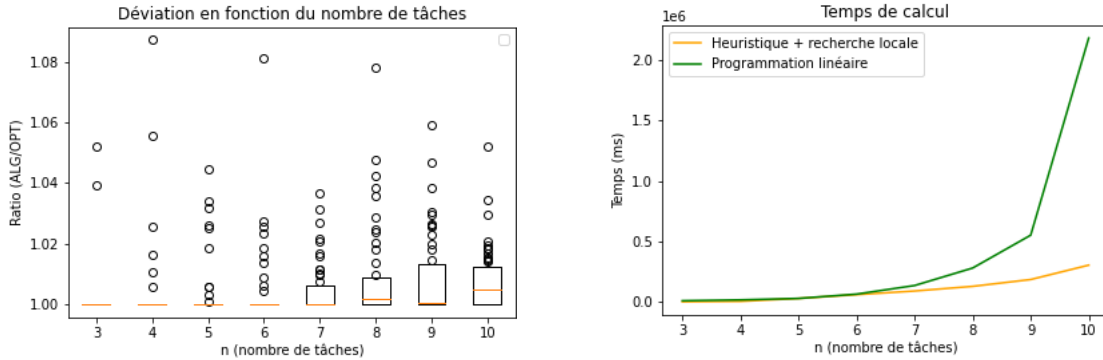 Déviation en fonction du nombre de tâches
Ratio (ALG/OPT)
1.08
1.06
1.04
1.02
1.00
3 4 5 6 7 8 9 10
n (nombre de tâches)
Temps de calcul
1e6
Heuristique + recherche locale
Programmation linéaire
Temps (ms)
2.0
1.5
1.0
0.5
0.0
3 4 5 6 7 8 9 10
n (nombre de tâches)